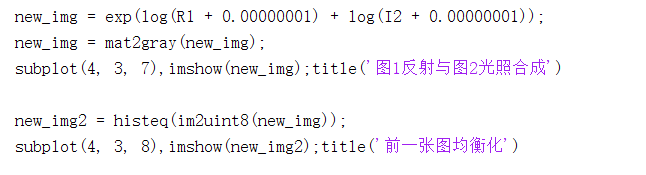 new_img = exp(log(R1 + 0.00000001) + log(I2 + 0.00000001));
new_img = mat2gray(new_img);
subplot(4, 3, 7),imshow(new_img);title('图1反射与图2光照合成')
new_img2 = histeq(im2uint8(new_img));
subplot(4, 3, 8),imshow(new_img2);title('前一张图均衡化')